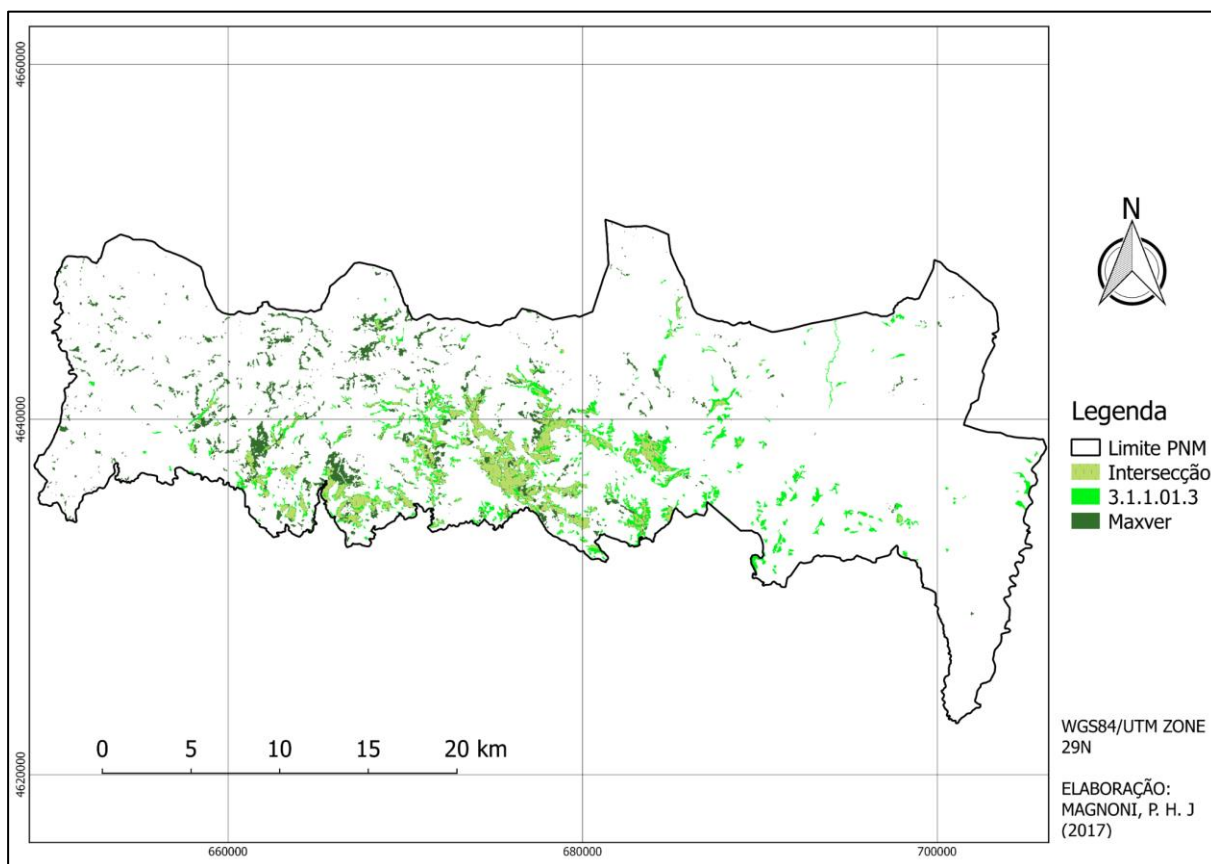 4660000
4640000
4620000
N
Legenda
Limite PNM
Intersecção
3.1.1.01.3
Maxver
0 5 10 15 20 km
WGS84/UTM ZONE
29N
ELABORAÇÃO:
MAGNONI, P. H. J
(2017)
660000 680000 700000